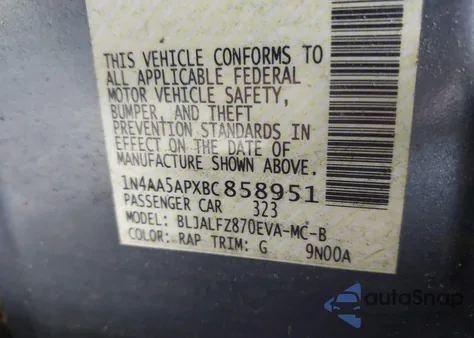 THIS VEHICLE CONFORMS TO
ALL APPLICABLE FEDERAL
MOTOR VEHICLE SAFETY,
BUMPER, AND THEFT
PREVENTION STANDARDS IN
EFFECT ON THE DATE OF
MANUFACTURE SHOWN ABOVE.
1N4AA5APXBC858951
PASSENGER CAR 323
MODEL: BLJALFZ870EVA-MC-B
COLOR: RAP TRIM: G 9N00A
autoSnap